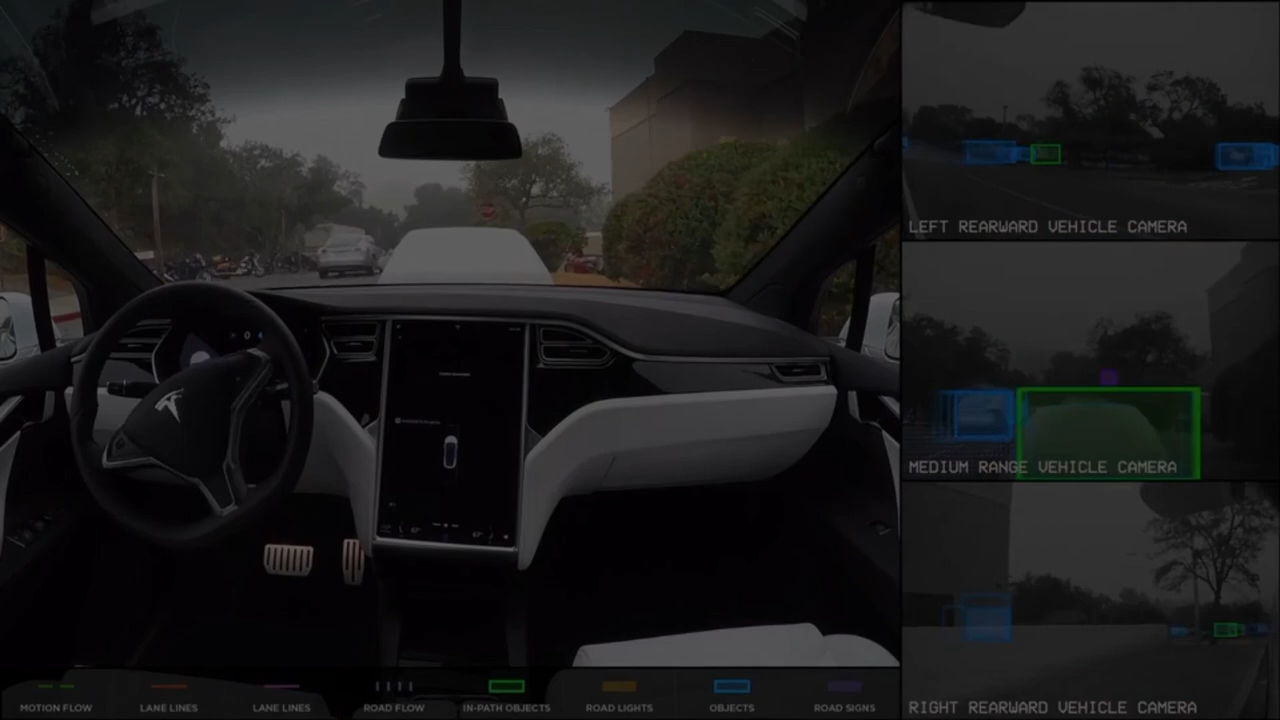 LEFT REARWARD VEHICLE CAMERA
MEDIUM RANGE VEHICLE CAMERA
RIGHT REARWARD VEHICLE CAMERA
MOTION FLOW
LANE LINES
LANE LINES
ROAD FLOW
IN-PATH OBJECTS
ROAD LIGHTS
OBJECTS
ROAD SIGNS